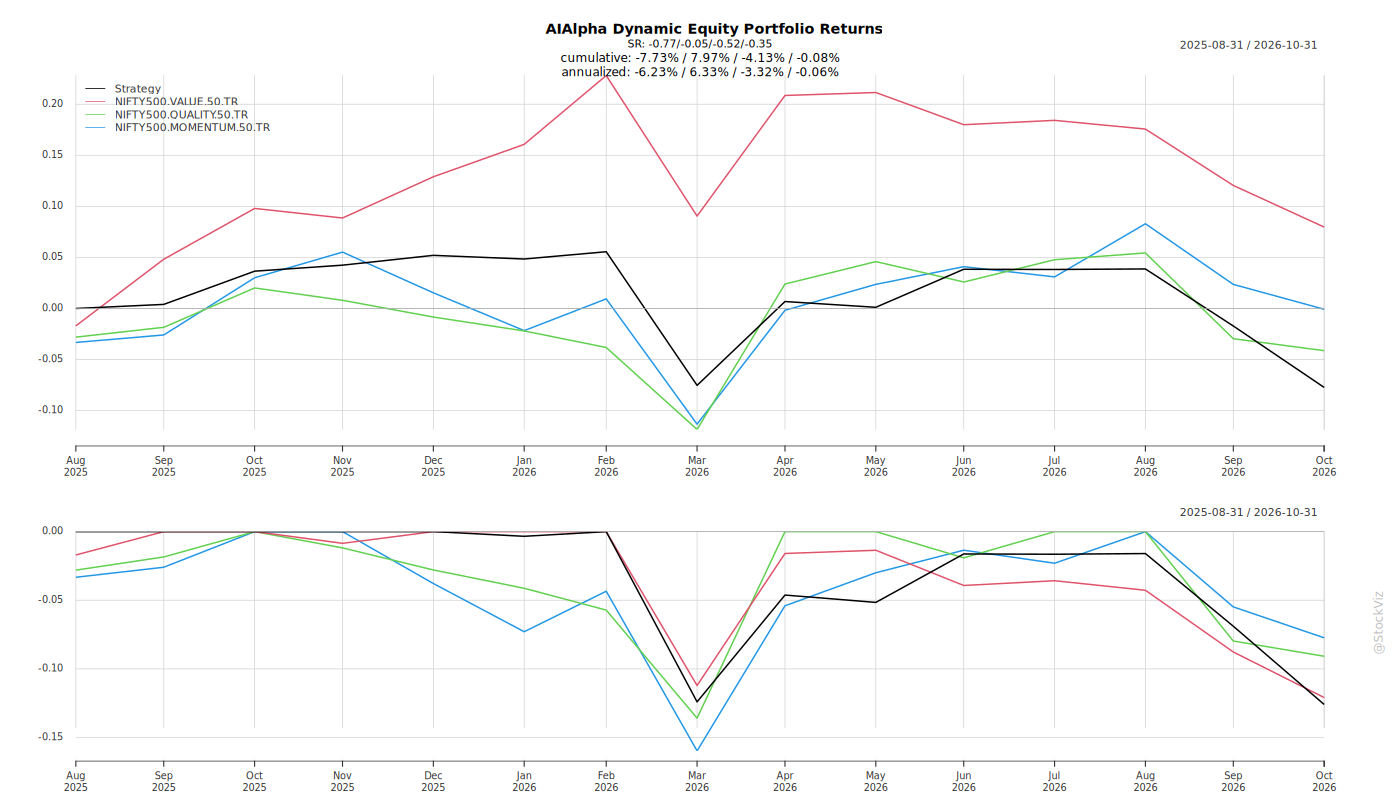 AIAlpha Dynamic Equity Portfolio Returns
SR: -0.77/-0.05/-0.52/-0.35
cumulative: -7.73% / 7.97% / -4.13% / -0.08%
annualized: -6.23% / 6.33% / -3.32% / -0.06%
2025-08-31 / 2026-10-31
Strategy
NIFTY500.VALUE.50.TR
NIFTY500.QUALITY.50.TR
NIFTY500.MOMENTUM.50.TR
0.20
0.15
0.10
0.05
0.00
-0.05
-0.10
Aug Sep Oct Nov Dec Jan Feb Mar Apr May Jun Jul Aug Sep Oct
2025 2025 2025 2025 2025 2026 2026 2026 2026 2026 2026 2026 2026 2026 2026
2025-08-31 / 2026-10-31
0.00
-0.05
-0.10
-0.15
Aug Sep Oct Nov Dec Jan Feb Mar Apr May Jun Jul Aug Sep Oct
2025 2025 2025 2025 2025 2026 2026 2026 2026 2026 2026 2026 2026 2026 2026
@StockViz